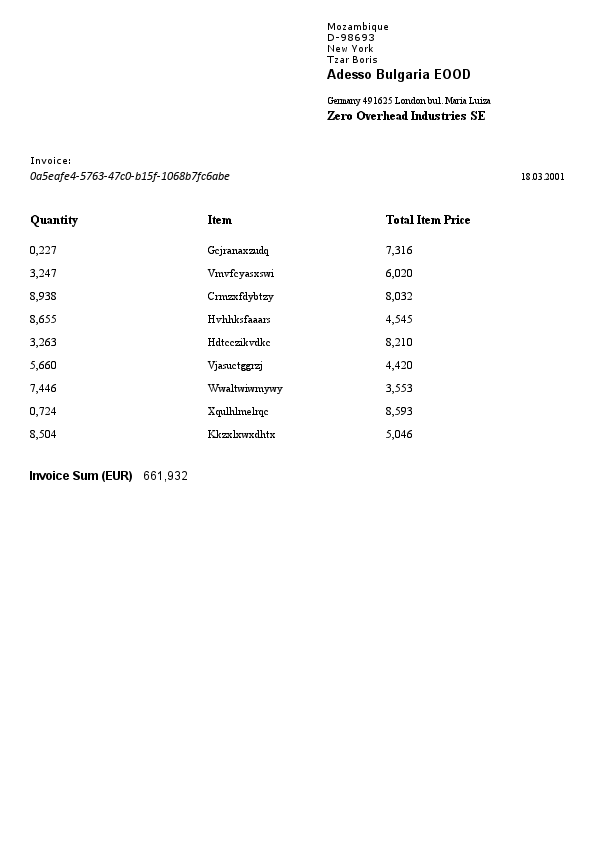 Mozambique
D-98693
New York
Tzar Boris
Adesso Bulgaria EOOD
Germany 491625 London bul. Maria Luiza
Zero Overhead Industries SE
Invoice:
0a5eafe4-5763-47c0-b15f-1068b7fc6abe 18.03.2001
Quantity Item Total Item Price
0,227 Gcjranaxzudq 7,316
3,247 Vmvfcyasxswi 6,020
8,938 Crmzxfdybtzy 8,032
8,655 Hvhhksfaaars 4,545
3,263 Hdtcczikvdkc 8,210
5,660 Vjasuctggrzj 4,420
7,446 Wwaltwiwmywy 3,553
0,724 Xqulhlmelrqc 8,593
8,504 Kkzxlxwxdhtx 5,046
Invoice Sum (EUR) 661,932